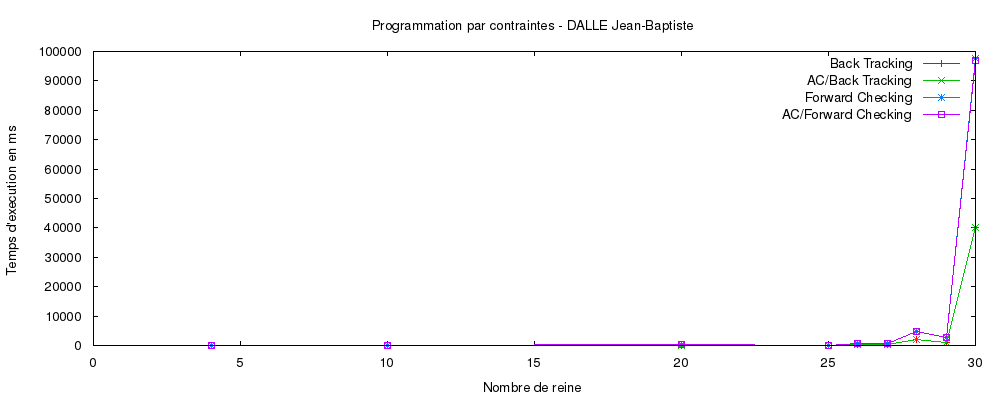 Programmation par contraintes - DALLE Jean-Baptiste
100000
90000
80000
70000
60000
50000
40000
30000
20000
10000
0
Temps d'execution en ms
Back Tracking
AC/Back Tracking
Forward Checking
AC/Forward Checking
0 5 10 15 20 25 30
Nombre de reine